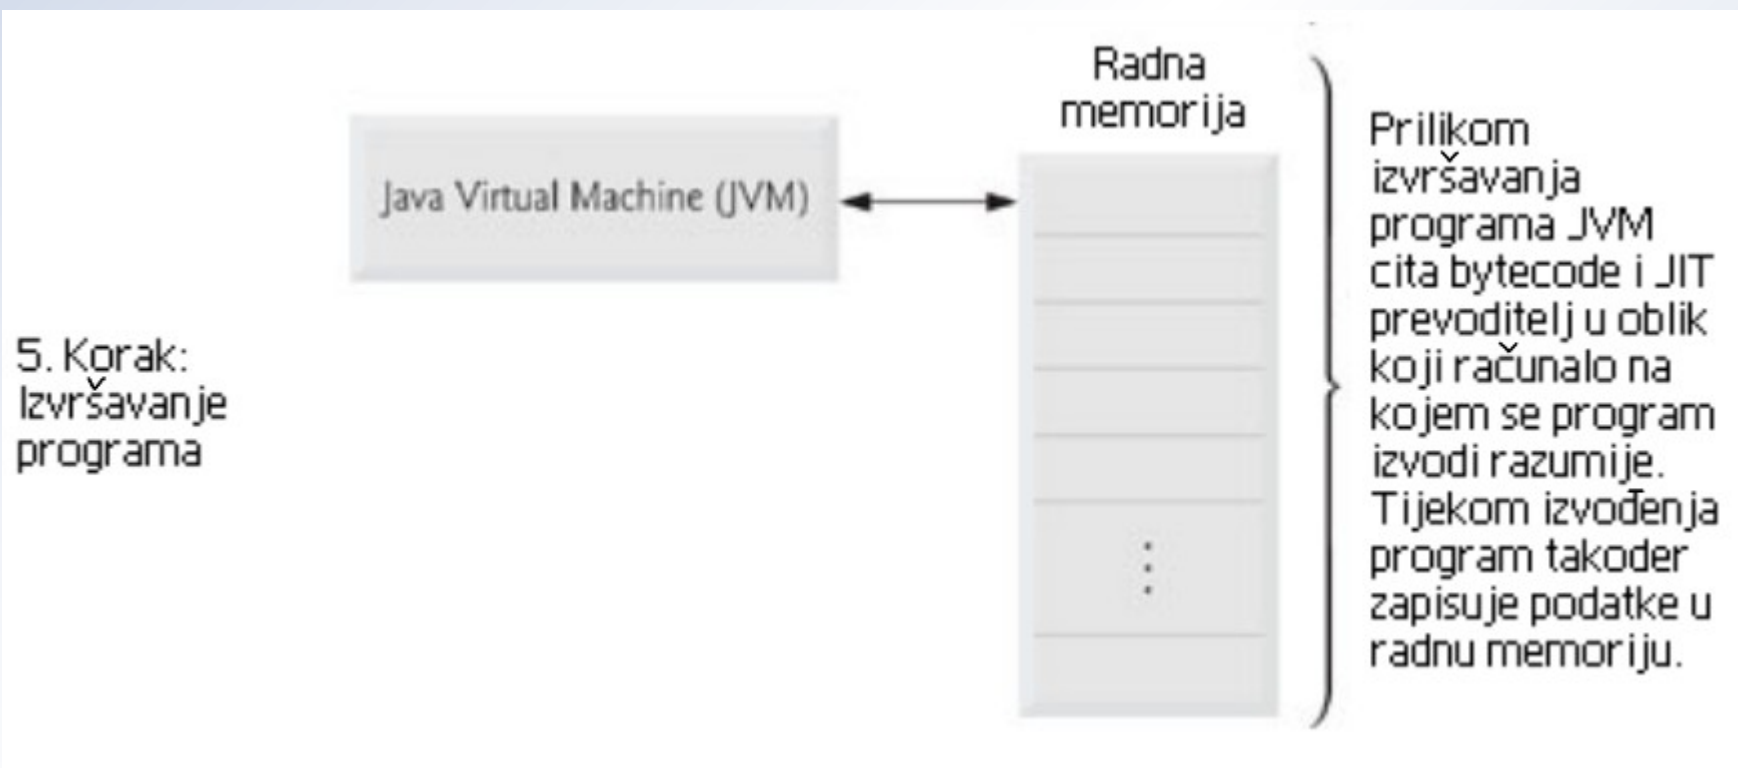 Radna
memorija
Java Virtual Machine (JVM)
5. Korak:
Izvršavanje
programa
Prilikom
izvršavanja
programa JVM
cita bytecode i JIT
prevoditelj u oblik
koji računalo na
kojem se program
izvodi razumije.
Tijekom izvođenja
program takoder
zapisuje podatke u
radnu memoriju.